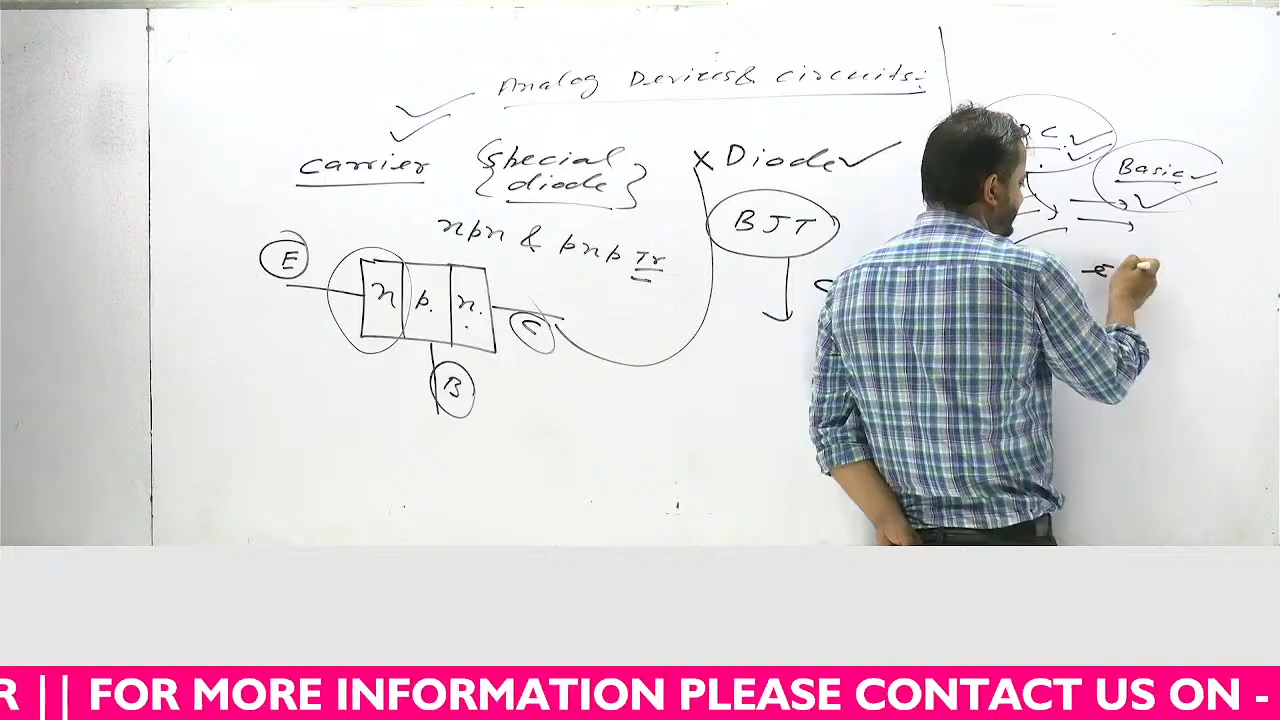 Analog Devices & circuits:
carrier {special
{diode}
x Diode
BJT
npn & pnp Tr
E
n p. n.
C
B
Basic
R || FOR MORE INFORMATION PLEASE CONTACT US ON -